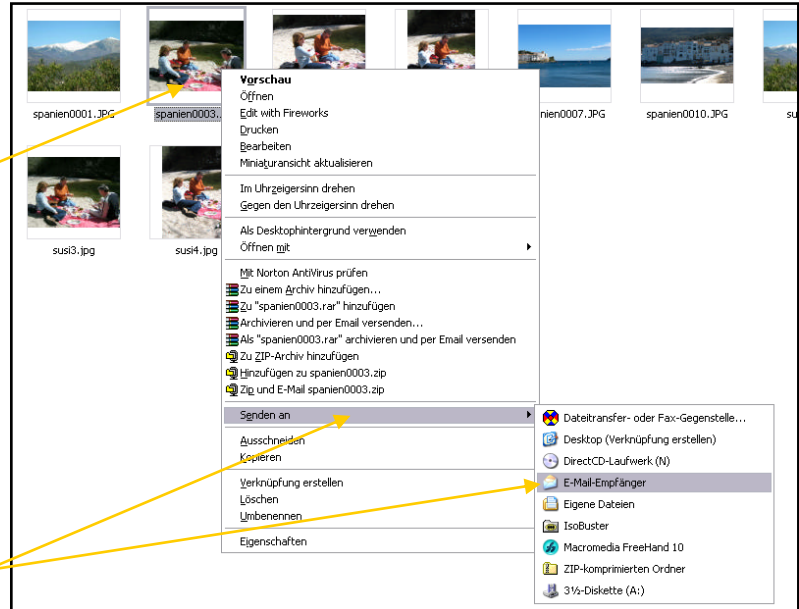 spanien0001.JPG
spanien0003..
nien0007.JPG
spanien0010.JPG
su
susi3.jpg
susi4.jpg
Vorschau
Öffnen
Edit with Fireworks
Drucken
Bearbeiten
Miniaturansicht aktualisieren
Im Uhrzeigersinn drehen
Gegen den Uhrzeigersinn drehen
Als Desktophintergrund verwenden
Öffnen mit
Mit Norton AntiVirus prüfen
Zu einem Archiv hinzufügen...
Zu "spanien0003.rar" hinzufügen
Archivieren und per Email versenden...
Als "spanien0003.rar" archivieren und per Email versenden
Zu ZIP-Archiv hinzufügen
Hinzufügen zu spanien0003.zip
Zip und E-Mail spanien0003.zip
Senden an
Ausschneiden
Kopieren
Verknüpfung erstellen
Löschen
Umbenennen
Eigenschaften
Dateitransfer- oder Fax-Gegenstelle...
Desktop (Verknüpfung erstellen)
DirectCD-Laufwerk (N)
E-Mail-Empfänger
Eigene Dateien
IsoBuster
Macromedia FreeHand 10
ZIP-komprimierten Ordner
3½-Diskette (A:)